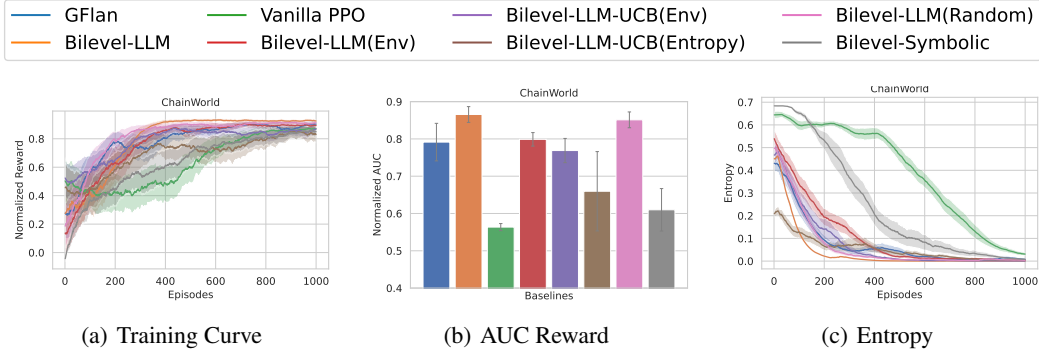 GFlan
Vanilla PPO
Bilevel-LLM-UCB(Env)
Bilevel-LLM(Random)
Bilevel-LLM
Bilevel-LLM(Env)
Bilevel-LLM-UCB(Entropy)
Bilevel-Symbolic
ChainWorld
Normalized Reward
0.8
0.6
0.4
0.2
0.0
0 200 400 600 800 1000
Episodes
(a) Training Curve
ChainWorld
Normalized AUC
0.9
0.8
0.7
0.6
0.5
0.4
Baselines
(b) AUC Reward
ChainWorld
Entropy
0.7
0.6
0.5
0.4
0.3
0.2
0.1
0.0
0 200 400 600 800 1000
Episodes
(c) Entropy